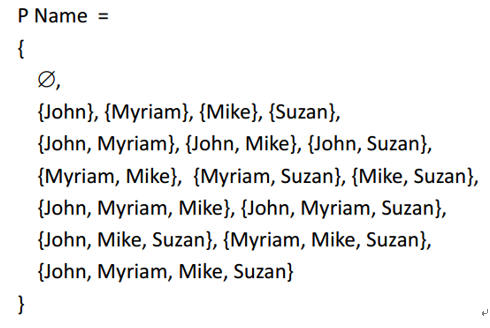 P Name =
{
∅,
{John}, {Myriam}, {Mike}, {Suzan},
{John, Myriam}, {John, Mike}, {John, Suzan},
{Myriam, Mike}, {Myriam, Suzan}, {Mike, Suzan},
{John, Myriam, Mike}, {John, Myriam, Suzan},
{John, Mike, Suzan}, {Myriam, Mike, Suzan},
{John, Myriam, Mike, Suzan}
}